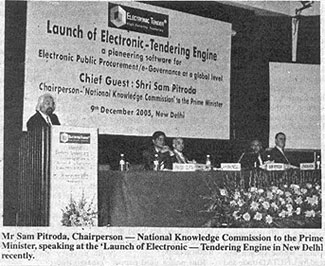 ELECTRONIC TENDER®
Launch of Electronic-Tendering Engine
a pioneering software for
Electronic Public Procurement/e-Governance at a global level
Chief Guest : Shri Sam Pitroda
Chairperson-'National Knowledge Commission' to the Prime Minister
9th December 2005, New Delhi
Mr Sam Pitroda, Chairperson — National Knowledge Commission to the Prime
Minister, speaking at the 'Launch of Electronic — Tendering Engine in New Delhi
recently.